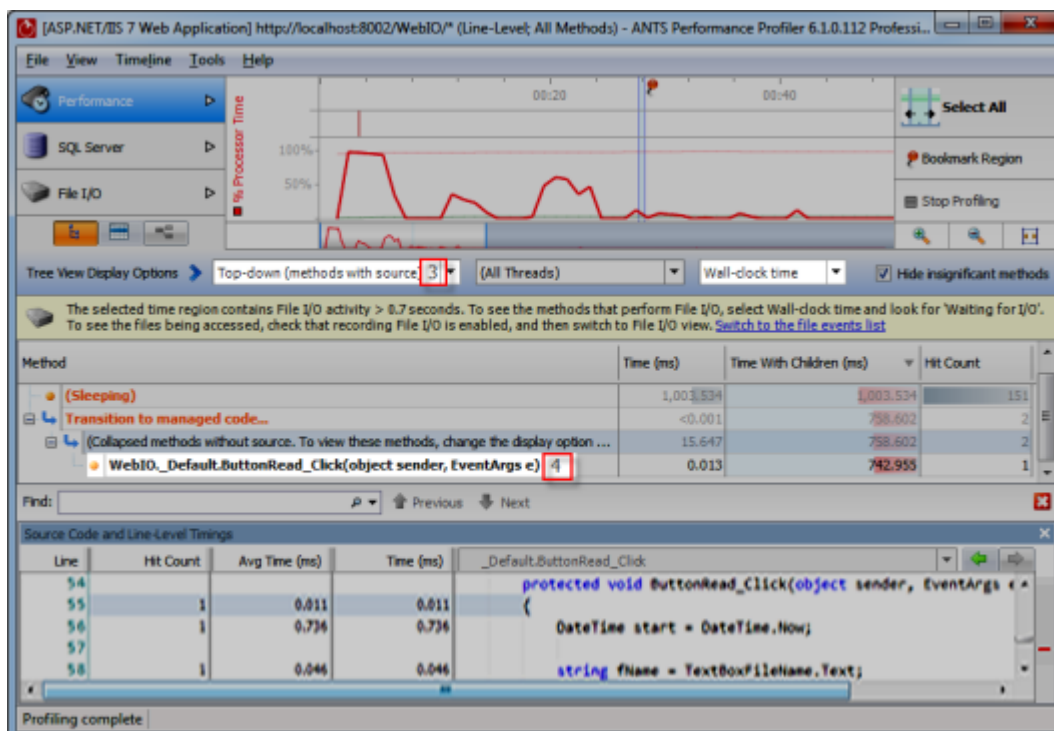 [ASP.NET/IIS 7 Web Application] http://localhost:8002/WebIO/* (Line-Level; All Methods) - ANTS Performance Profiler 6.1.0.112 Professi...
File View Timeline Tools Help
Performance
SQL Server
File I/O
% Processor Time
100%
50%
00:20
00:40
Select All
Bookmark Region
Stop Profiling
Tree View Display Options
Top-down (methods with source) 3
(All Threads)
Wall-clock time
Hide insignificant methods
The selected time region contains File I/O activity > 0.7 seconds. To see the methods that perform File I/O, select Wall-clock time and look for 'Waiting for I/O'.
To see the files being accessed, check that recording File I/O is enabled, and then switch to File I/O view. Switch to the file events list
Method Time (ms) Time With Children (ms) Hit Count
(Sleeping) 1,003.534 1,003.534 151
Transition to managed code... <0.001 758.602 2
(Collapsed methods without source. To view these methods, change the display option ... 15.647 758.602 2
WebIO._Default.ButtonRead_Click(object sender, EventArgs e) 4 0.013 742.955 1
Find: Previous Next
Source Code and Line-Level Timings
Line Hit Count Avg Time (ms) Time (ms) _Default.ButtonRead_Click
54 protected void ButtonRead_Click(object sender, EventArgs e
55 1 0.011 0.011 {
56 1 0.736 0.736 DateTime start = DateTime.Now;
57
58 1 0.046 0.046 string fName = TextBoxFileName.Text;
Profiling complete